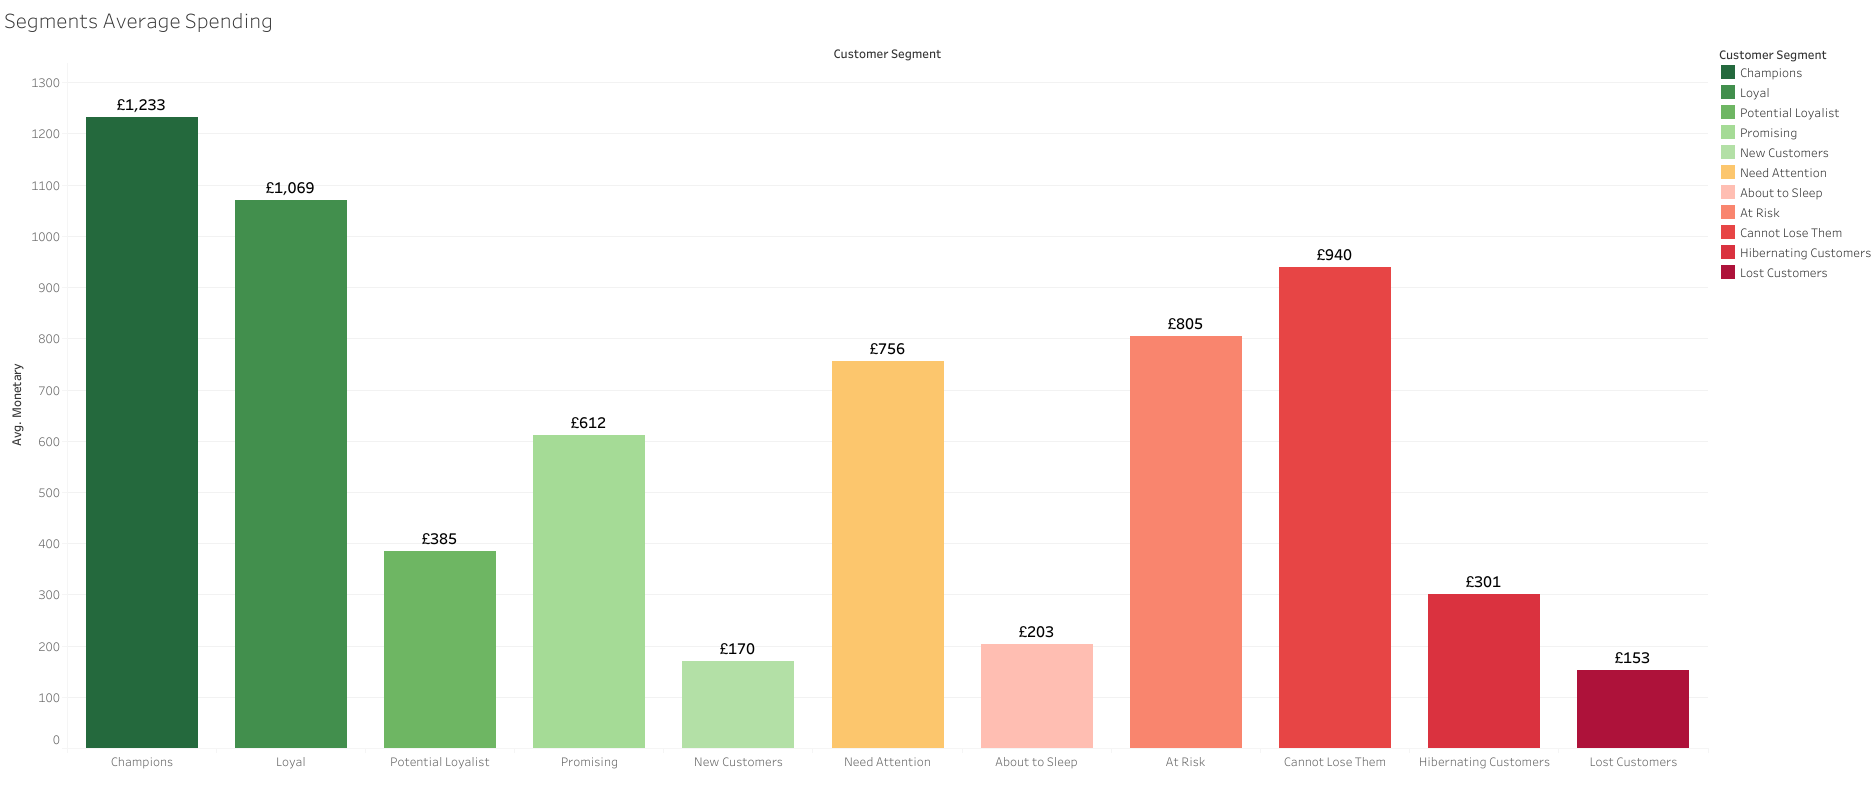 Segments Average Spending
Customer Segment
Avg. Monetary
1300
1200
1100
1000
900
800
700
600
500
400
300
200
100
0
£1,233
£1,069
£385
£612
£170
£756
£203
£805
£940
£301
£153
Champions
Loyal
Potential Loyalist
Promising
New Customers
Need Attention
About to Sleep
At Risk
Cannot Lose Them
Hibernating Customers
Lost Customers
Customer Segment
Champions
Loyal
Potential Loyalist
Promising
New Customers
Need Attention
About to Sleep
At Risk
Cannot Lose Them
Hibernating Customers
Lost Customers